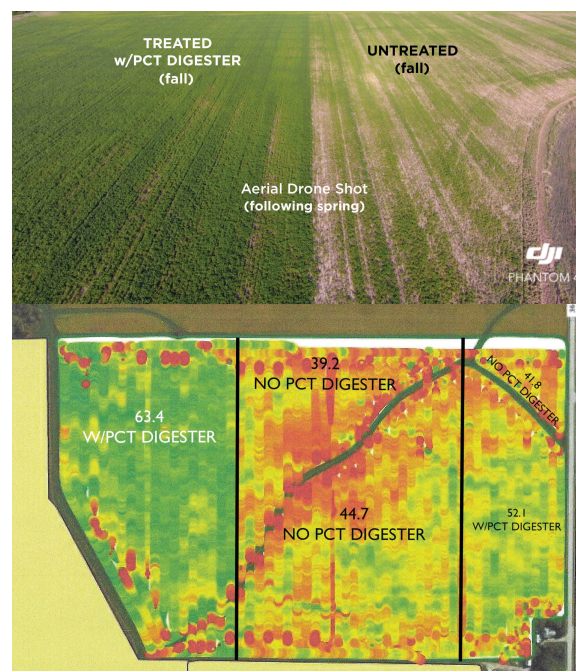 TREATED
w/PCT DIGESTER
(fall)
UNTREATED
(fall)
Aerial Drone Shot
(following spring)
dji
PHANTOM 4
39.2
NO PCT DIGESTER
41.8
NO PCT DIGESTER
63.4
W/PCT DIGESTER
44.7
NO PCT DIGESTER
52.1
W/PCT DIGESTER